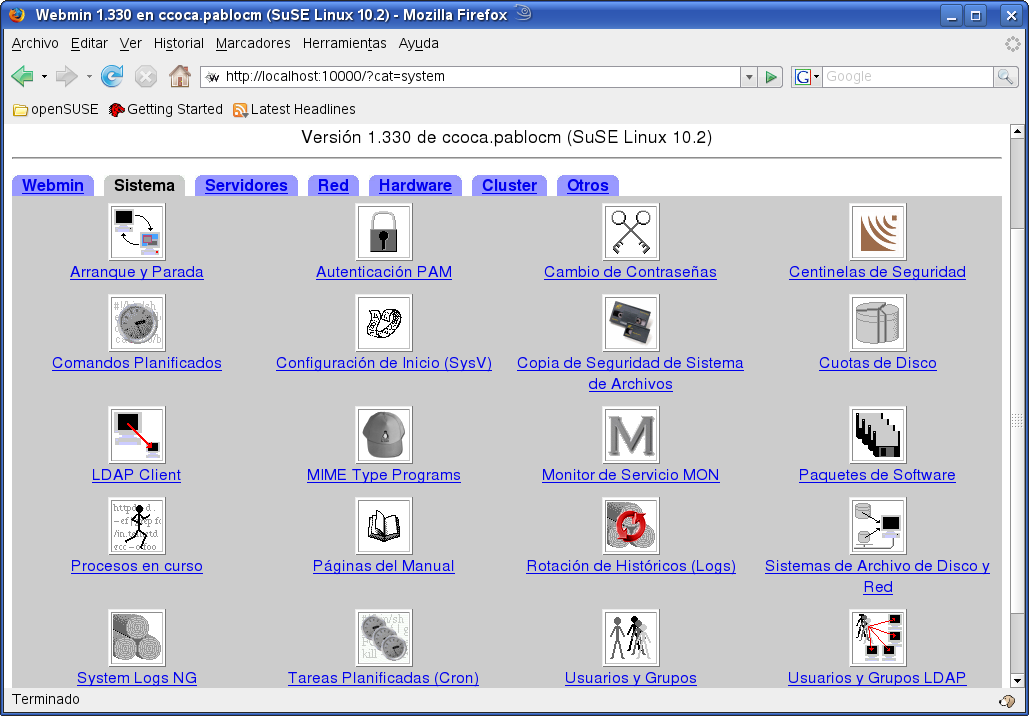 Webmin 1.330 en ccoca.pablocm (SuSE Linux 10.2) - Mozilla Firefox
Archivo Editar Ver Historial Marcadores Herramientas Ayuda
http://localhost:10000/?cat=system
G Google
openSUSE Getting Started Latest Headlines
Versión 1.330 de ccoca.pablocm (SuSE Linux 10.2)
Webmin Sistema Servidores Red Hardware Cluster Otros
Arranque y Parada Autenticación PAM Cambio de Contraseñas Centinelas de Seguridad
Comandos Planificados Configuración de Inicio (SysV) Copia de Seguridad de Sistema de Archivos Cuotas de Disco
LDAP Client MIME Type Programs Monitor de Servicio MON Paquetes de Software
Procesos en curso Páginas del Manual Rotación de Históricos (Logs) Sistemas de Archivo de Disco y Red
System Logs NG Tareas Planificadas (Cron) Usuarios y Grupos Usuarios y Grupos LDAP
Terminado